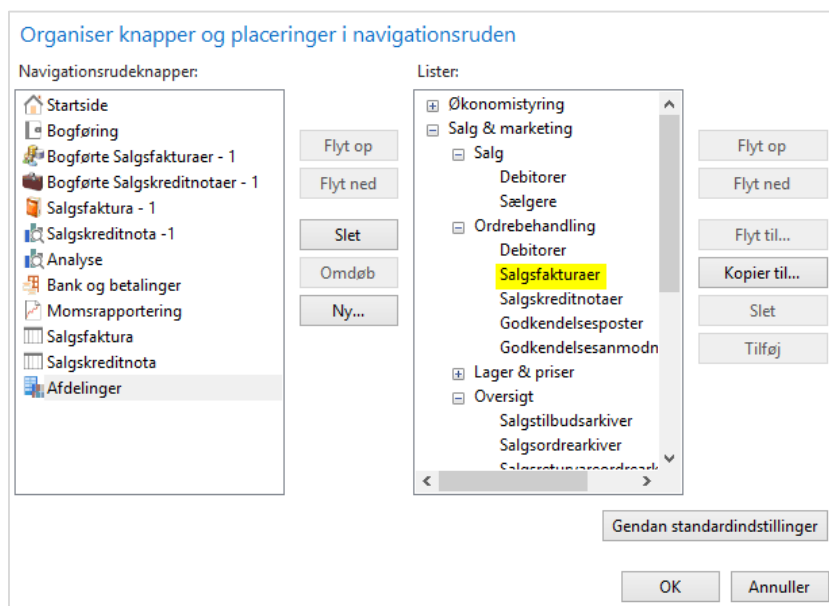 Organiser knapper og placeringer i navigationsruden
Navigationsrudeknapper:
Startside
Bogføring
Bogførte Salgsfakturaer - 1
Bogførte Salgskreditnotaer - 1
Salgsfaktura - 1
Salgskreditnota -1
Analyse
Bank og betalinger
Momsrapportering
Salgsfaktura
Salgskreditnota
Afdelinger
Flyt op
Flyt ned
Slet
Omdøb
Ny...
Lister:
Økonomistyring
Salg & marketing
Salg
Debitorer
Sælgere
Ordrebehandling
Debitorer
Salgsfakturaer
Salgskreditnotaer
Godkendelsesposter
Godkendelsesanmodn
Lager & priser
Oversigt
Salgstilbudsarkiver
Salgsordrearkiver
Salgsreturvareordreark
Flyt op
Flyt ned
Flyt til...
Kopier til...
Slet
Tilføj
Gendan standardindstillinger
OK
Annuller